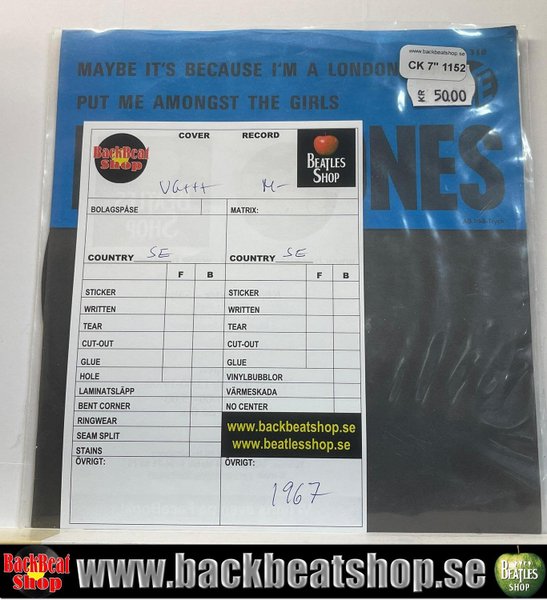 www.backbeatshop.se
CK 7" 1152
KR 50.00
MAYBE IT'S BECAUSE I'M A LONDON
PUT ME AMONGST THE GIRLS
NES
COVER RECORD
BackBeat Shop
BEATLES SHOP
VG+++ M-
BOLAGSPÅSE MATRIX:
COUNTRY SE COUNTRY SE
F B F B
STICKER STICKER
WRITTEN WRITTEN
TEAR TEAR
CUT-OUT CUT-OUT
GLUE GLUE
HOLE VINYLBUBBLOR
LAMINATSLÄPP VÄRMESKADA
BENT CORNER NO CENTER
RINGWEAR www.backbeatshop.se
SEAM SPLIT www.beatlesshop.se
STAINS
ÖVRIGT: ÖVRIGT:
1967
BackBeat Shop www.backbeatshop.se BEATLES SHOP